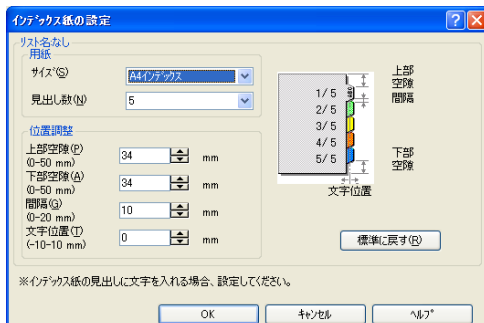 インデックス紙の設定
リスト名なし
用紙
サイズ(S)
A4インデックス
見出し数(N)
5
位置調整
上部空隙(P)
(0-50 mm)
34
mm
下部空隙(A)
(0-50 mm)
34
mm
間隔(G)
(0-20 mm)
10
mm
文字位置(T)
(-10-10 mm)
0
mm
1/5
2/5
3/5
4/5
5/5
ABC
上部
空隙
間隔
下部
空隙
文字位置
標準に戻す(R)
※インデックス紙の見出しに文字を入れる場合、設定してください。
OK
キャンセル
ヘルプ